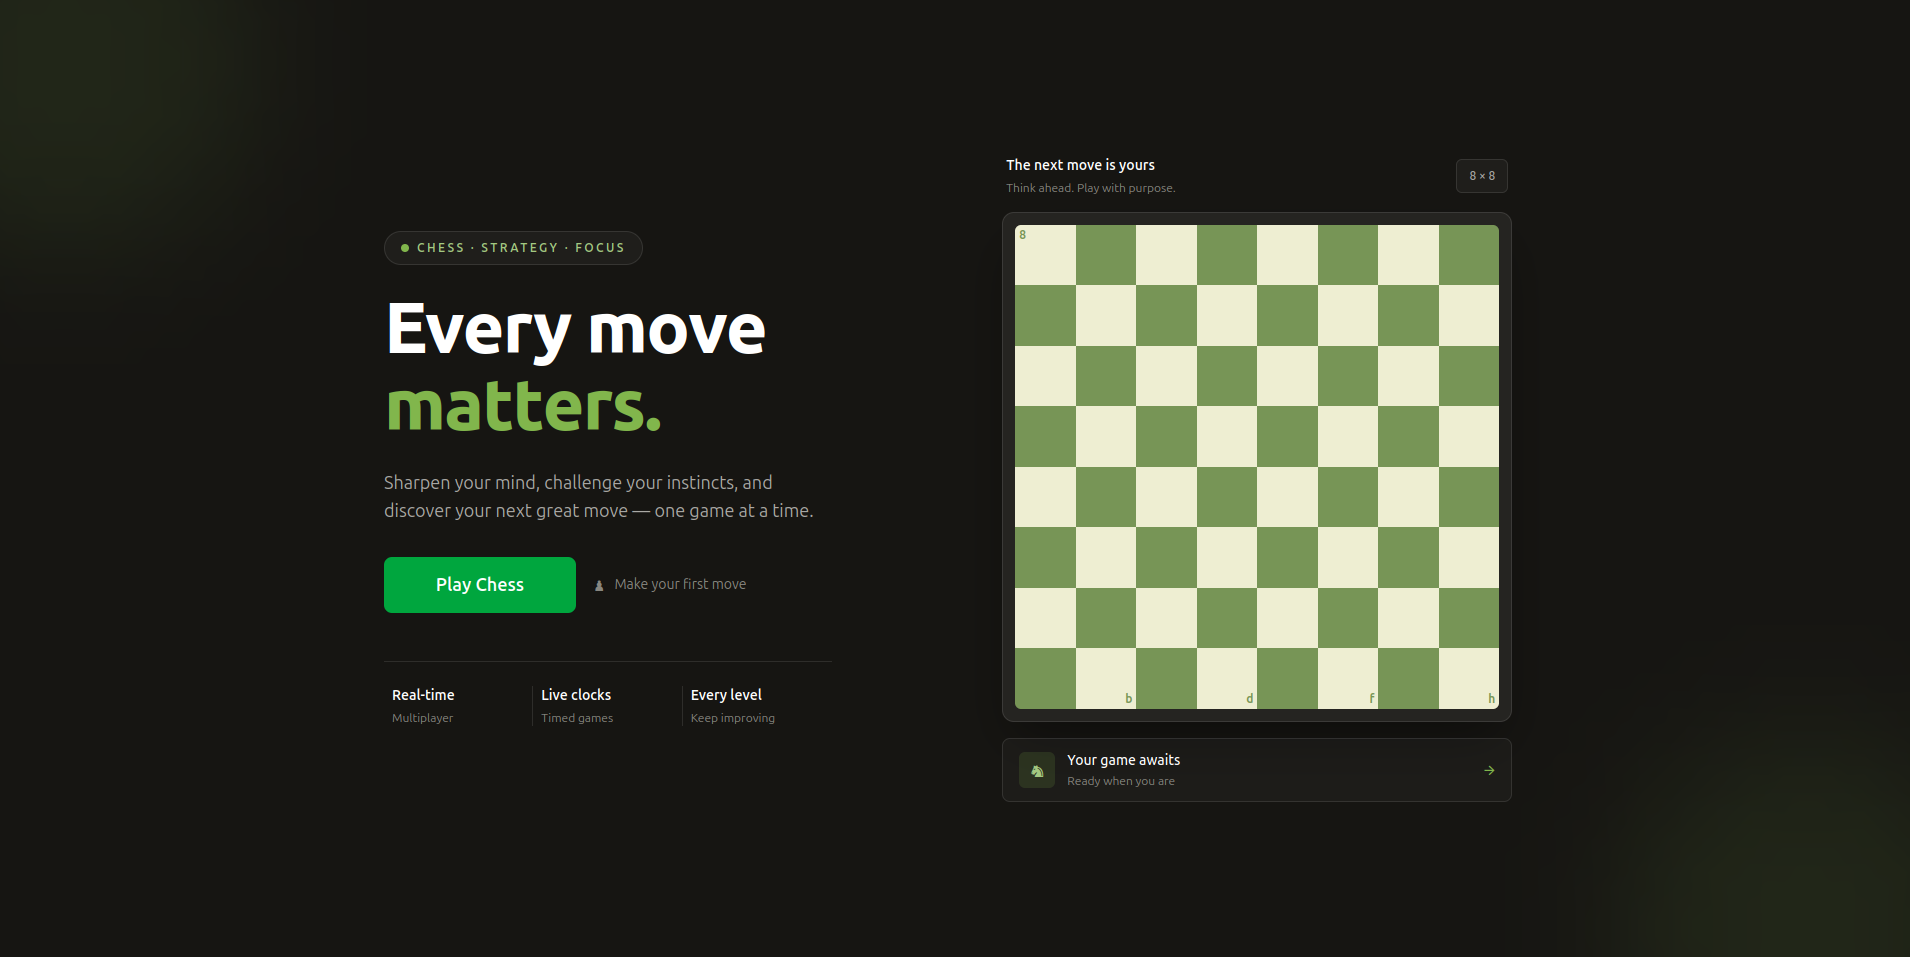 CHESS · STRATEGY · FOCUS
Every move
matters.
Sharpen your mind, challenge your instincts, and
discover your next great move — one game at a time.
Play Chess
Make your first move
Real-time
Multiplayer
Live clocks
Timed games
Every level
Keep improving
The next move is yours
Think ahead. Play with purpose.
8 × 8
8
b d f h
Your game awaits
Ready when you are